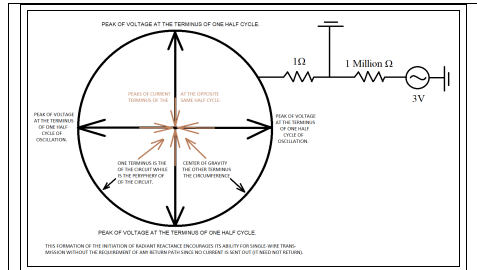 PEAK OF VOLTAGE AT THE TERMINUS OF ONE HALF CYCLE.
1Ω
1 Million Ω
3V
PEAKS OF CURRENT AT THE OPPOSITE
TERMINUS OF THE SAME HALF CYCLE.
PEAK OF VOLTAGE
AT THE TERMINUS
OF ONE HALF
CYCLE OF
OSCILLATION.
PEAK OF VOLTAGE
AT THE TERMINUS
OF ONE HALF
CYCLE OF
OSCILLATION.
ONE TERMINUS IS THE CENTER OF GRAVITY
OF THE CIRCUIT WHILE THE OTHER TERMINUS
IS THE PERIPHERY OF THE CIRCUMFERENCE
OF THE CIRCUIT.
PEAK OF VOLTAGE AT THE TERMINUS OF ONE HALF CYCLE.
THIS FORMATION OF THE INITIATION OF RADIANT REACTANCE ENCOURAGES ITS ABILITY FOR SINGLE-WIRE TRANS-
MISSION WITHOUT THE REQUIREMENT OF ANY RETURN PATH SINCE NO CURRENT IS SENT OUT (IT NEED NOT RETURN).